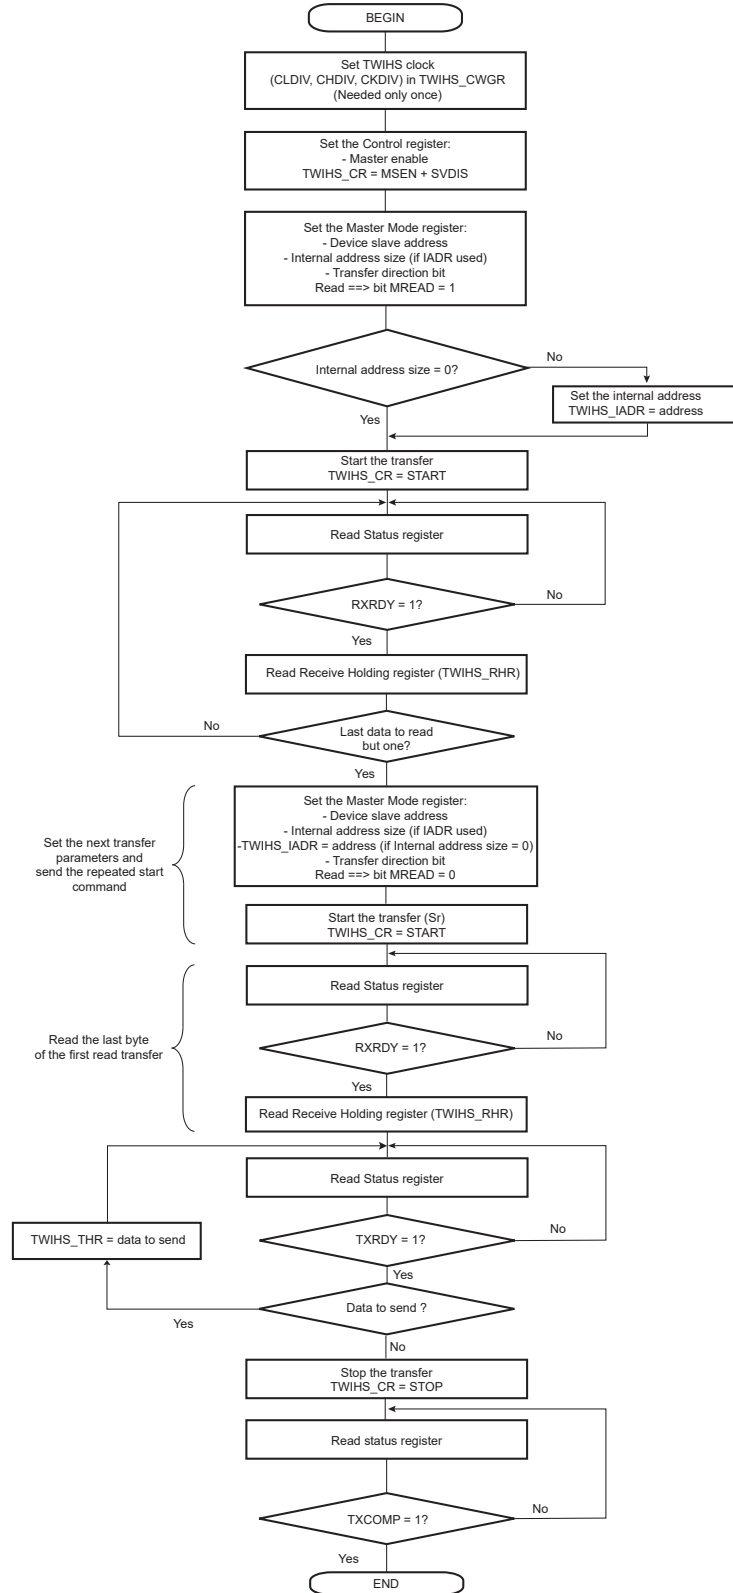 BEGIN
Set TWIHS clock
(CLDIV, CHDIV, CKDIV) in TWIHS_CWGR
(Needed only once)
Set the Control register:
- Master enable
TWIHS_CR = MSEN + SVDIS
Set the Master Mode register:
- Device slave address
- Internal address size (if IADR used)
- Transfer direction bit
Read ==> bit MREAD = 1
Internal address size = 0?
No
Set the internal address
TWIHS_IADR = address
Yes
Start the transfer
TWIHS_CR = START
Read Status register
RXRDY = 1?
No
Yes
Read Receive Holding register (TWIHS_RHR)
Last data to read
but one?
No
Yes
Set the next transfer
parameters and
send the repeated start
command
Set the Master Mode register:
- Device slave address
- Internal address size (if IADR used)
-TWIHS_IADR = address (if Internal address size = 0)
- Transfer direction bit
Read ==> bit MREAD = 0
Start the transfer (Sr)
TWIHS_CR = START
Read the last byte
of the first read transfer
Read Status register
RXRDY = 1?
No
Yes
Read Receive Holding register (TWIHS_RHR)
Read Status register
TWIHS_THR = data to send
TXRDY = 1?
No
Yes
Data to send ?
Yes
No
Stop the transfer
TWIHS_CR = STOP
Read status register
TXCOMP = 1?
No
Yes
END